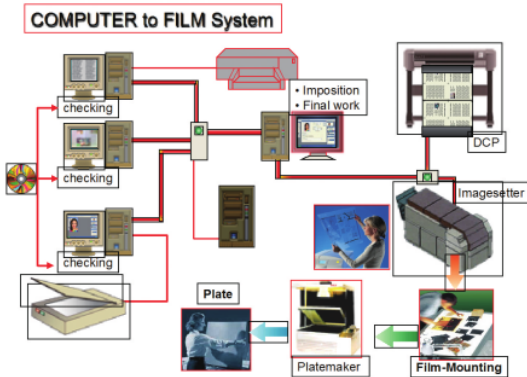 COMPUTER to FILM System
• Imposition
• Final work
checking
DCP
checking
Imagesetter
checking
Plate
Platemaker
Film-Mounting